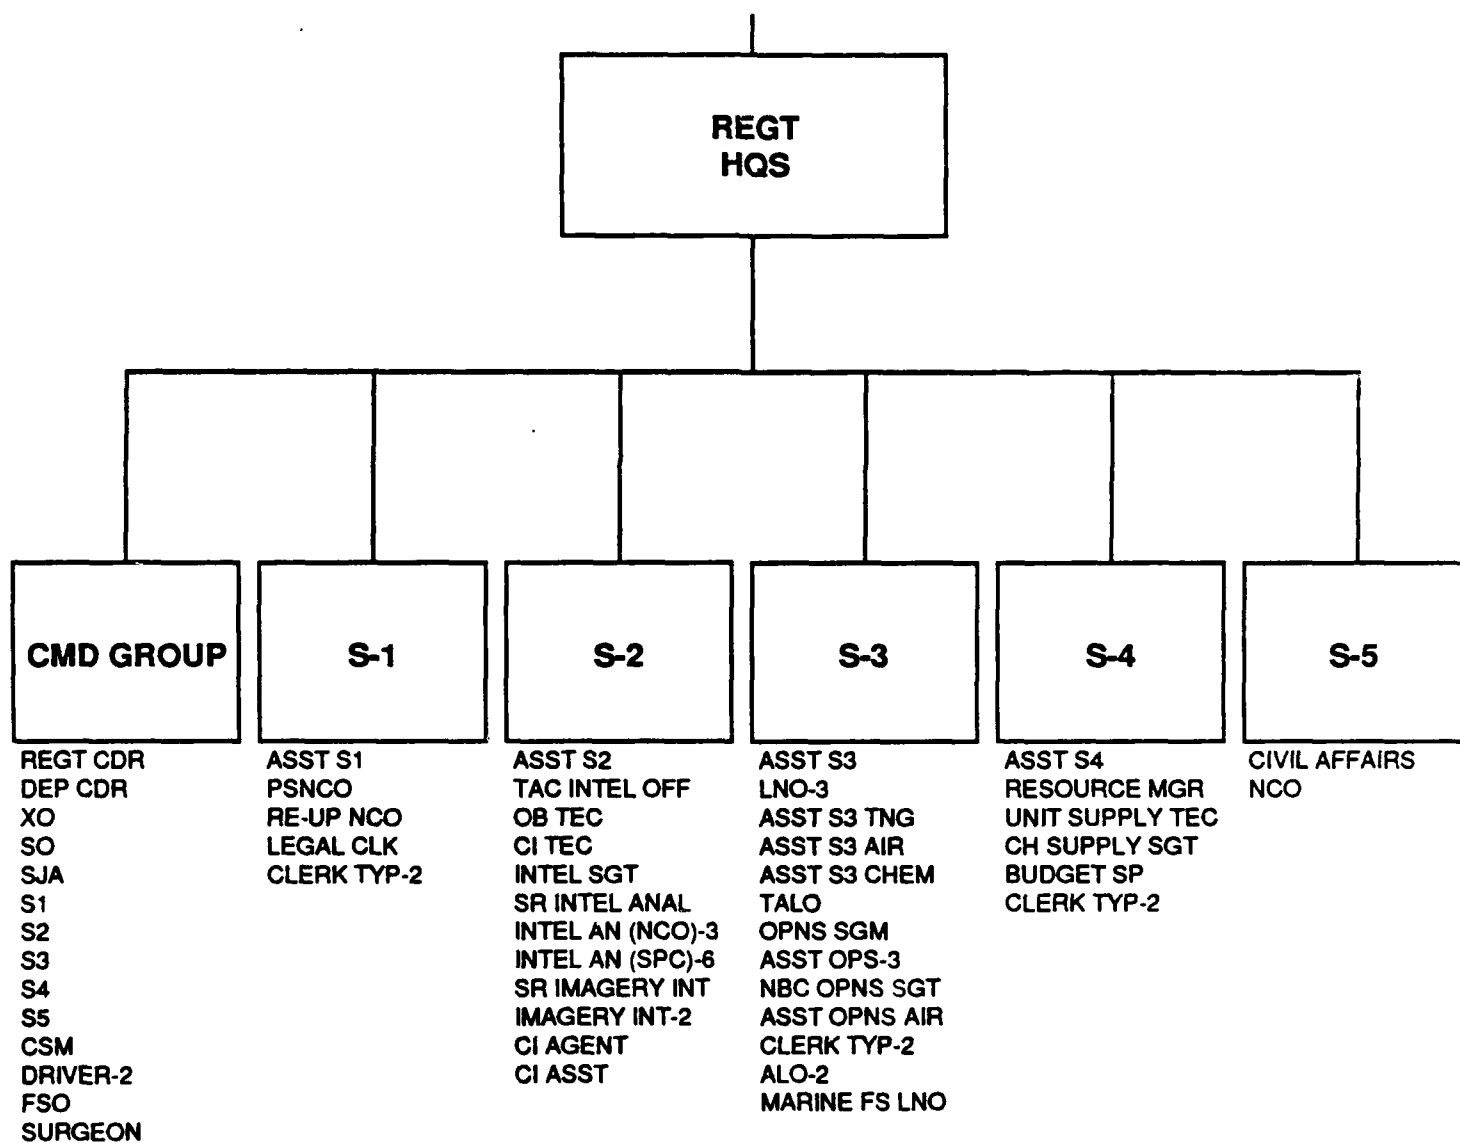 REGT
HQS
CMD GROUP
S-1
S-2
S-3
S-4
S-5
REGT CDR
DEP CDR
XO
SO
SJA
S1
S2
S3
S4
S5
CSM
DRIVER-2
FSO
SURGEON
ASST S1
PSNCO
RE-UP NCO
LEGAL CLK
CLERK TYP-2
ASST S2
TAC INTEL OFF
OB TEC
CI TEC
INTEL SGT
SR INTEL ANAL
INTEL AN (NCO)-3
INTEL AN (SPC)-6
SR IMAGERY INT
IMAGERY INT-2
CI AGENT
CI ASST
ASST S3
LNO-3
ASST S3 TNG
ASST S3 AIR
ASST S3 CHEM
TALO
OPNS SGM
ASST OPS-3
NBC OPNS SGT
ASST OPNS AIR
CLERK TYP-2
ALO-2
MARINE FS LNO
ASST S4
RESOURCE MGR
UNIT SUPPLY TEC
CH SUPPLY SGT
BUDGET SP
CLERK TYP-2
CIVIL AFFAIRS
NCO